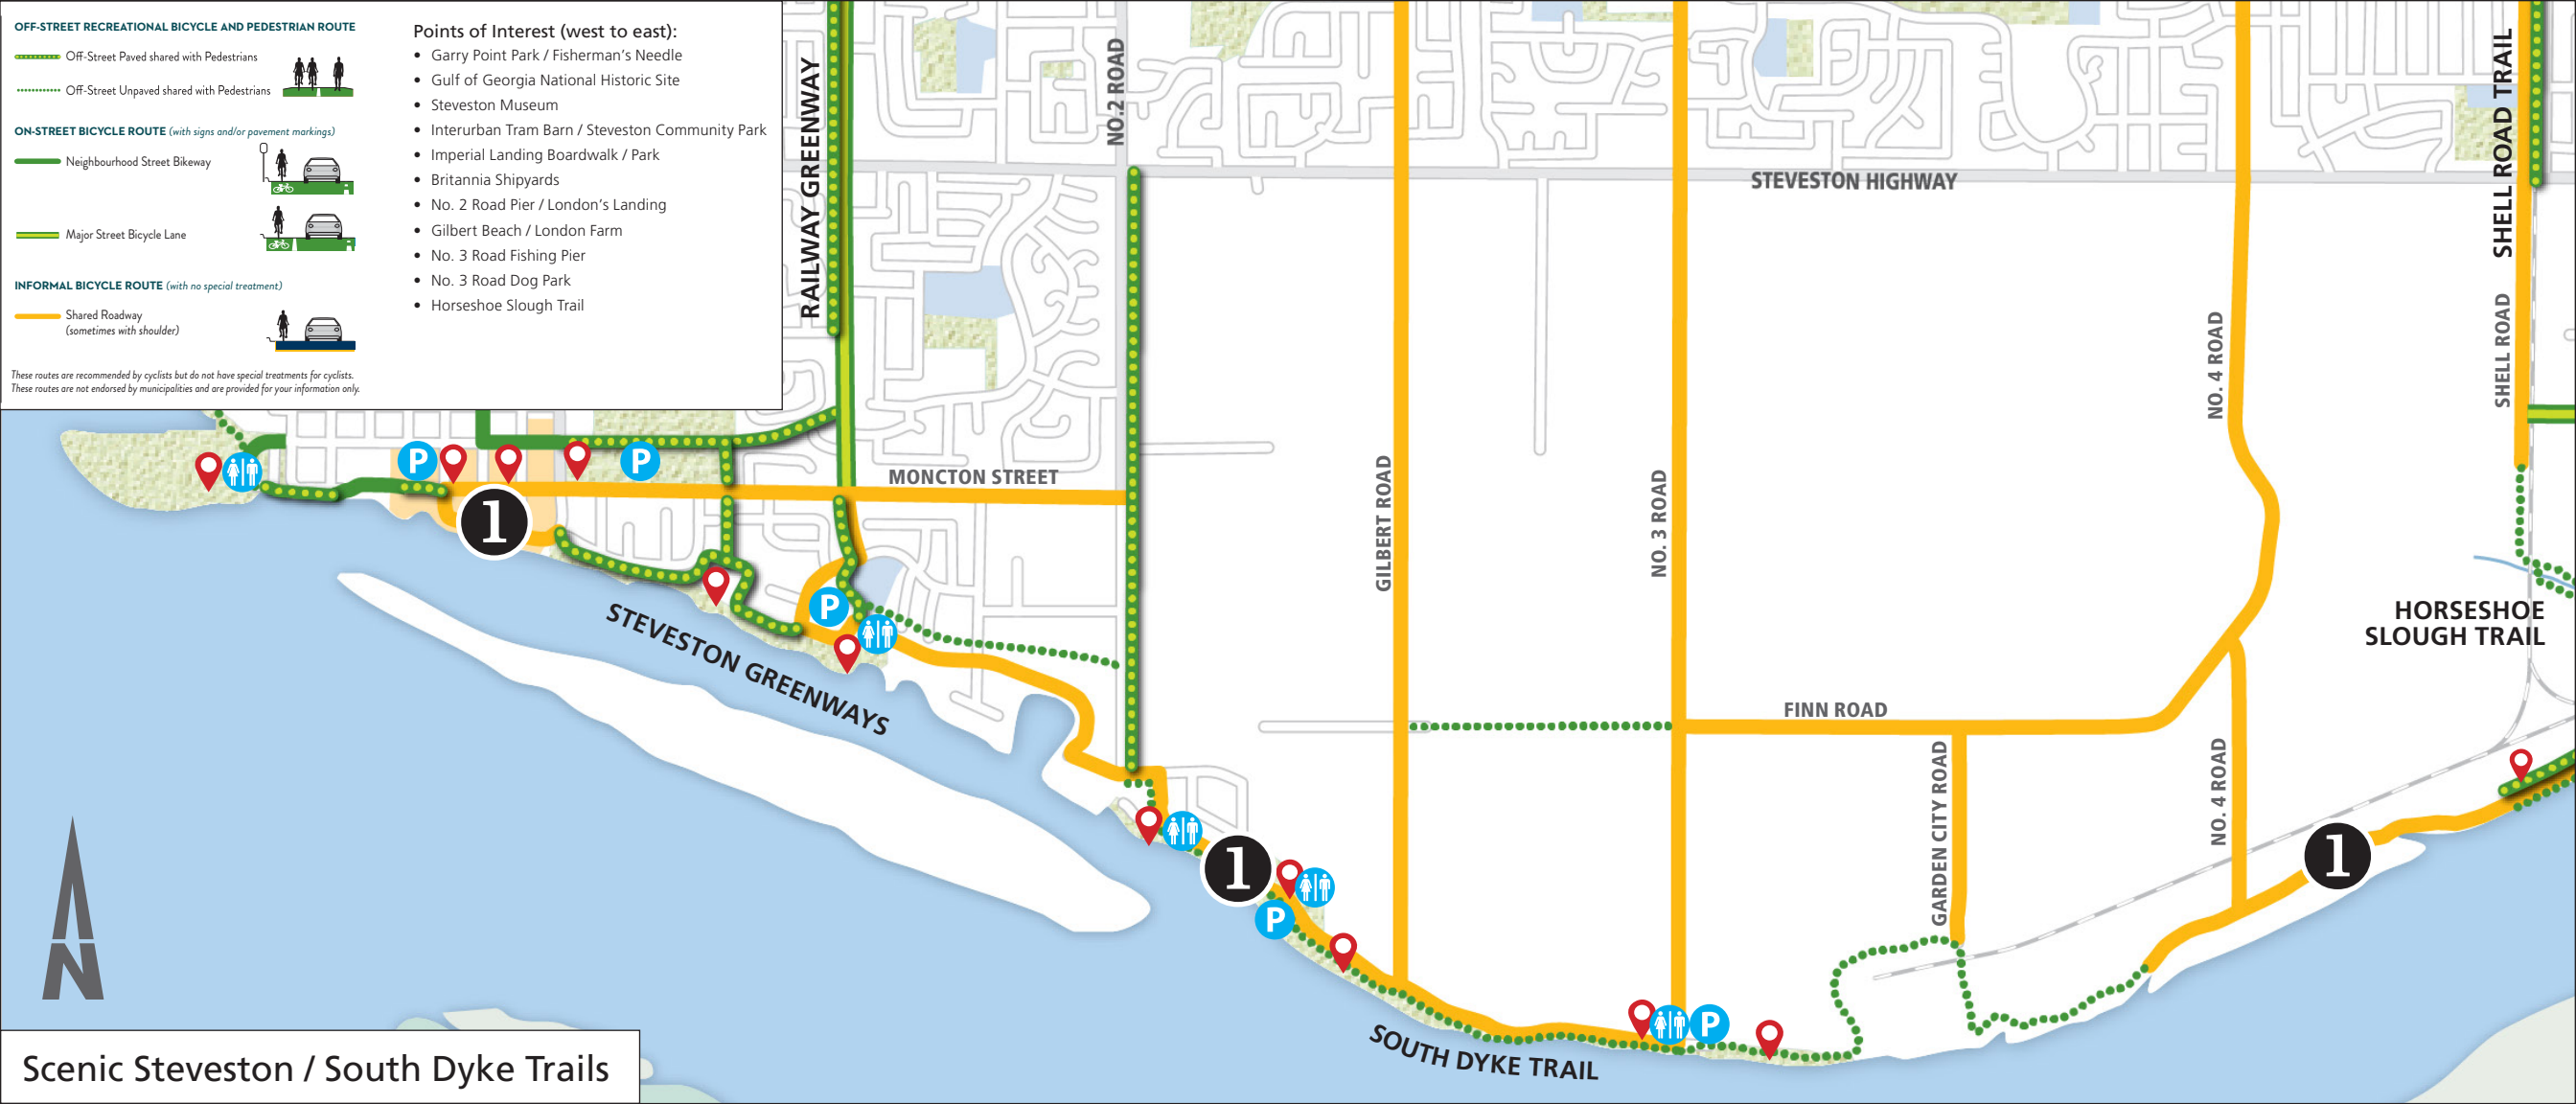 OFF-STREET RECREATIONAL BICYCLE AND PEDESTRIAN ROUTE
Off-Street Paved shared with Pedestrians
Off-Street Unpaved shared with Pedestrians
ON-STREET BICYCLE ROUTE (with signs and/or pavement markings)
Neighbourhood Street Bikeway
Major Street Bicycle Lane
INFORMAL BICYCLE ROUTE (with no special treatment)
Shared Roadway
(sometimes with shoulder)
These routes are recommended by cyclists but do not have special treatments for cyclists.
These routes are not endorsed by municipalities and are provided for your information only.
Points of Interest (west to east):
• Garry Point Park / Fisherman's Needle
• Gulf of Georgia National Historic Site
• Steveston Museum
• Interurban Tram Barn / Steveston Community Park
• Imperial Landing Boardwalk / Park
• Britannia Shipyards
• No. 2 Road Pier / London's Landing
• Gilbert Beach / London Farm
• No. 3 Road Fishing Pier
• No. 3 Road Dog Park
• Horseshoe Slough Trail
RAILWAY GREENWAY
NO.2 ROAD
STEVESTON HIGHWAY
SHELL ROAD TRAIL
SHELL ROAD
NO. 4 ROAD
P
P
MONCTON STREET
1
GILBERT ROAD
NO. 3 ROAD
P
STEVESTON GREENWAYS
HORSESHOE
SLOUGH TRAIL
FINN ROAD
GARDEN CITY ROAD
NO. 4 ROAD
1
1
P
P
SOUTH DYKE TRAIL
N
Scenic Steveston / South Dyke Trails